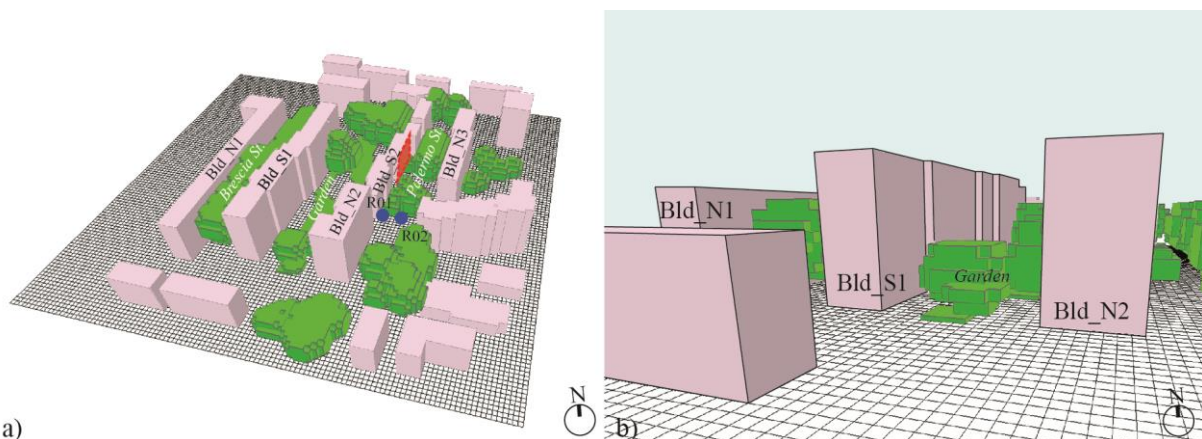 Bld_N1
Brescia St.
Bld_S1
Garden
Bld_N2
Bld_S2
Palermo St.
Bld_N3
R01
R02
N
a)
Bld_N1
Bld_S1
Garden
Bld_N2
N
b)